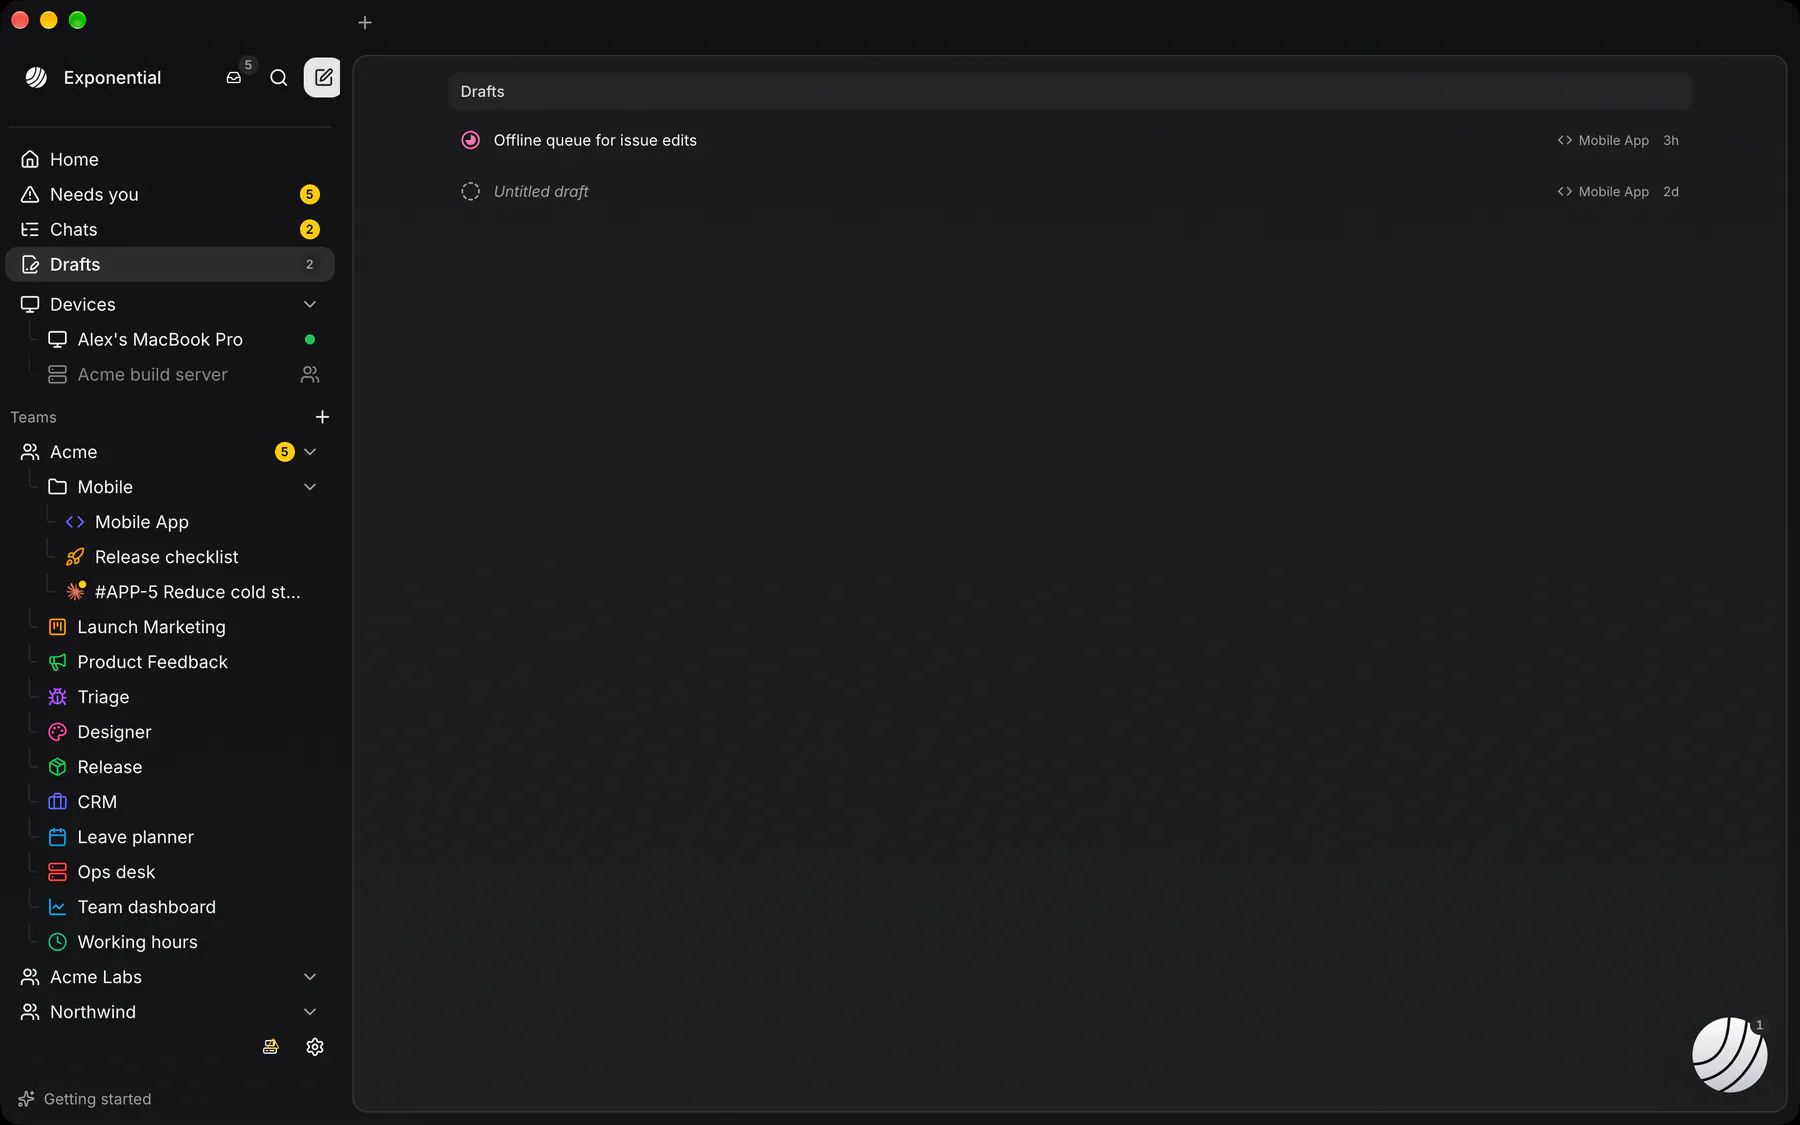 Exponential
5
Home
Needs you 5
Chats 2
Drafts 2
Devices
Alex's MacBook Pro
Acme build server
Teams
Acme 5
Mobile
Mobile App
Release checklist
#APP-5 Reduce cold st...
Launch Marketing
Product Feedback
Triage
Designer
Release
CRM
Leave planner
Ops desk
Team dashboard
Working hours
Acme Labs
Northwind
Getting started
Drafts
Offline queue for issue edits Mobile App 3h
Untitled draft Mobile App 2d
1